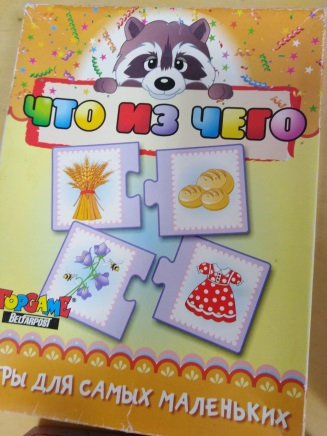 ЧТО ИЗ ЧЕГО
TOPGAME
BELTARPOST
РЫ ДЛЯ САМЫХ МАЛЕНЬКИХ